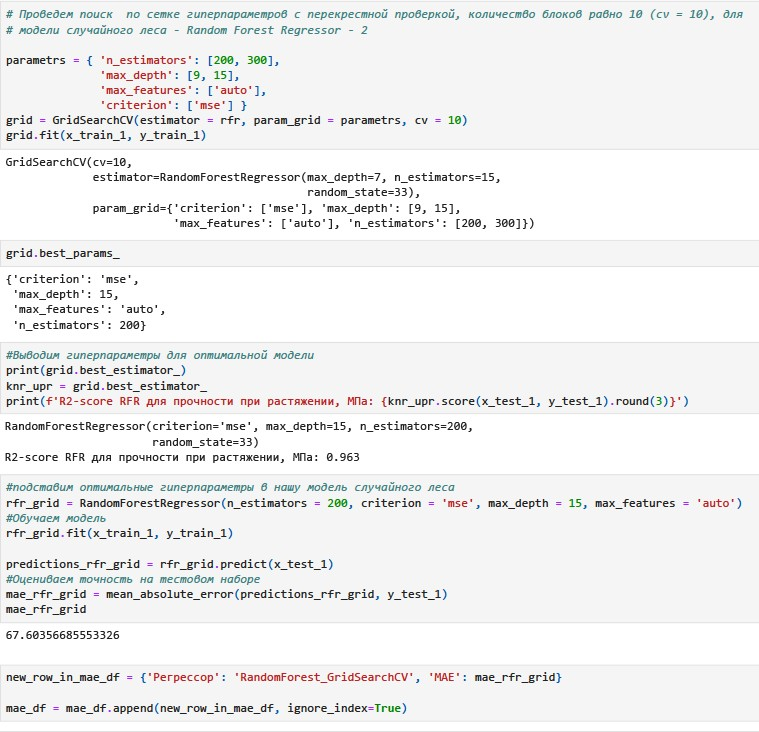 # Проведем поиск  по сетке гиперпараметров с перекрестной проверкой, количество блоков равно 10 (cv = 10), для
# модели случайного леса - Random Forest Regressor - 2
parametrs = { 'n_estimators': [200, 300],
              'max_depth': [9, 15],
              'max_features': ['auto'],
              'criterion': ['mse'] }
grid = GridSearchCV(estimator = rfr, param_grid = parametrs, cv = 10)
grid.fit(x_train_1, y_train_1)
GridSearchCV(cv=10,
             estimator=RandomForestRegressor(max_depth=7, n_estimators=15,
                                             random_state=33),
             param_grid={'criterion': ['mse'], 'max_depth': [9, 15],
                         'max_features': ['auto'], 'n_estimators': [200, 300]})
grid.best_params_
{'criterion': 'mse',
 'max_depth': 15,
 'max_features': 'auto',
 'n_estimators': 200}
#Выводим гиперпараметры для оптимальной модели
print(grid.best_estimator_)
knr_upr = grid.best_estimator_
print(f'R2-score RFR для прочности при растяжении, МПа: {knr_upr.score(x_test_1, y_test_1).round(3)}')
RandomForestRegressor(criterion='mse', max_depth=15, n_estimators=200,
                      random_state=33)
R2-score RFR для прочности при растяжении, МПа: 0.963
#подставим оптимальные гиперпараметры в нашу модель случайного леса
rfr_grid = RandomForestRegressor(n_estimators = 200, criterion = 'mse', max_depth = 15, max_features = 'auto')
#Обучаем модель
rfr_grid.fit(x_train_1, y_train_1)
predictions_rfr_grid = rfr_grid.predict(x_test_1)
#Оцениваем точность на тестовом наборе
mae_rfr_grid = mean_absolute_error(predictions_rfr_grid, y_test_1)
mae_rfr_grid
67.60356685553326
new_row_in_mae_df = {'Регрессор': 'RandomForest_GridSearchCV', 'MAE': mae_rfr_grid}
mae_df = mae_df.append(new_row_in_mae_df, ignore_index=True)